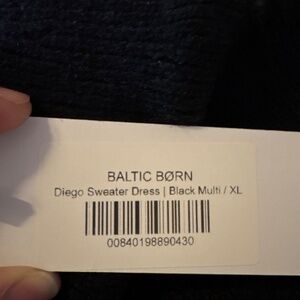 BALTIC BØRN
Diego Sweater Dress | Black Multi / XL
00840198890430